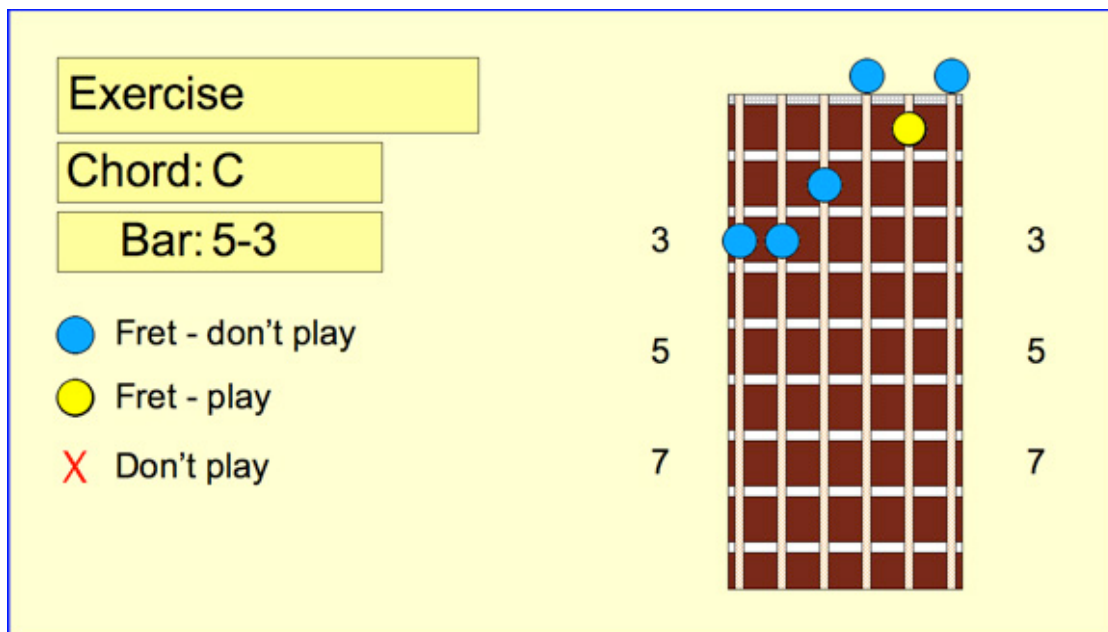 Exercise
Chord: C
Bar: 5-3
Fret - don't play
Fret - play
X Don't play
3 3
5 5
7 7